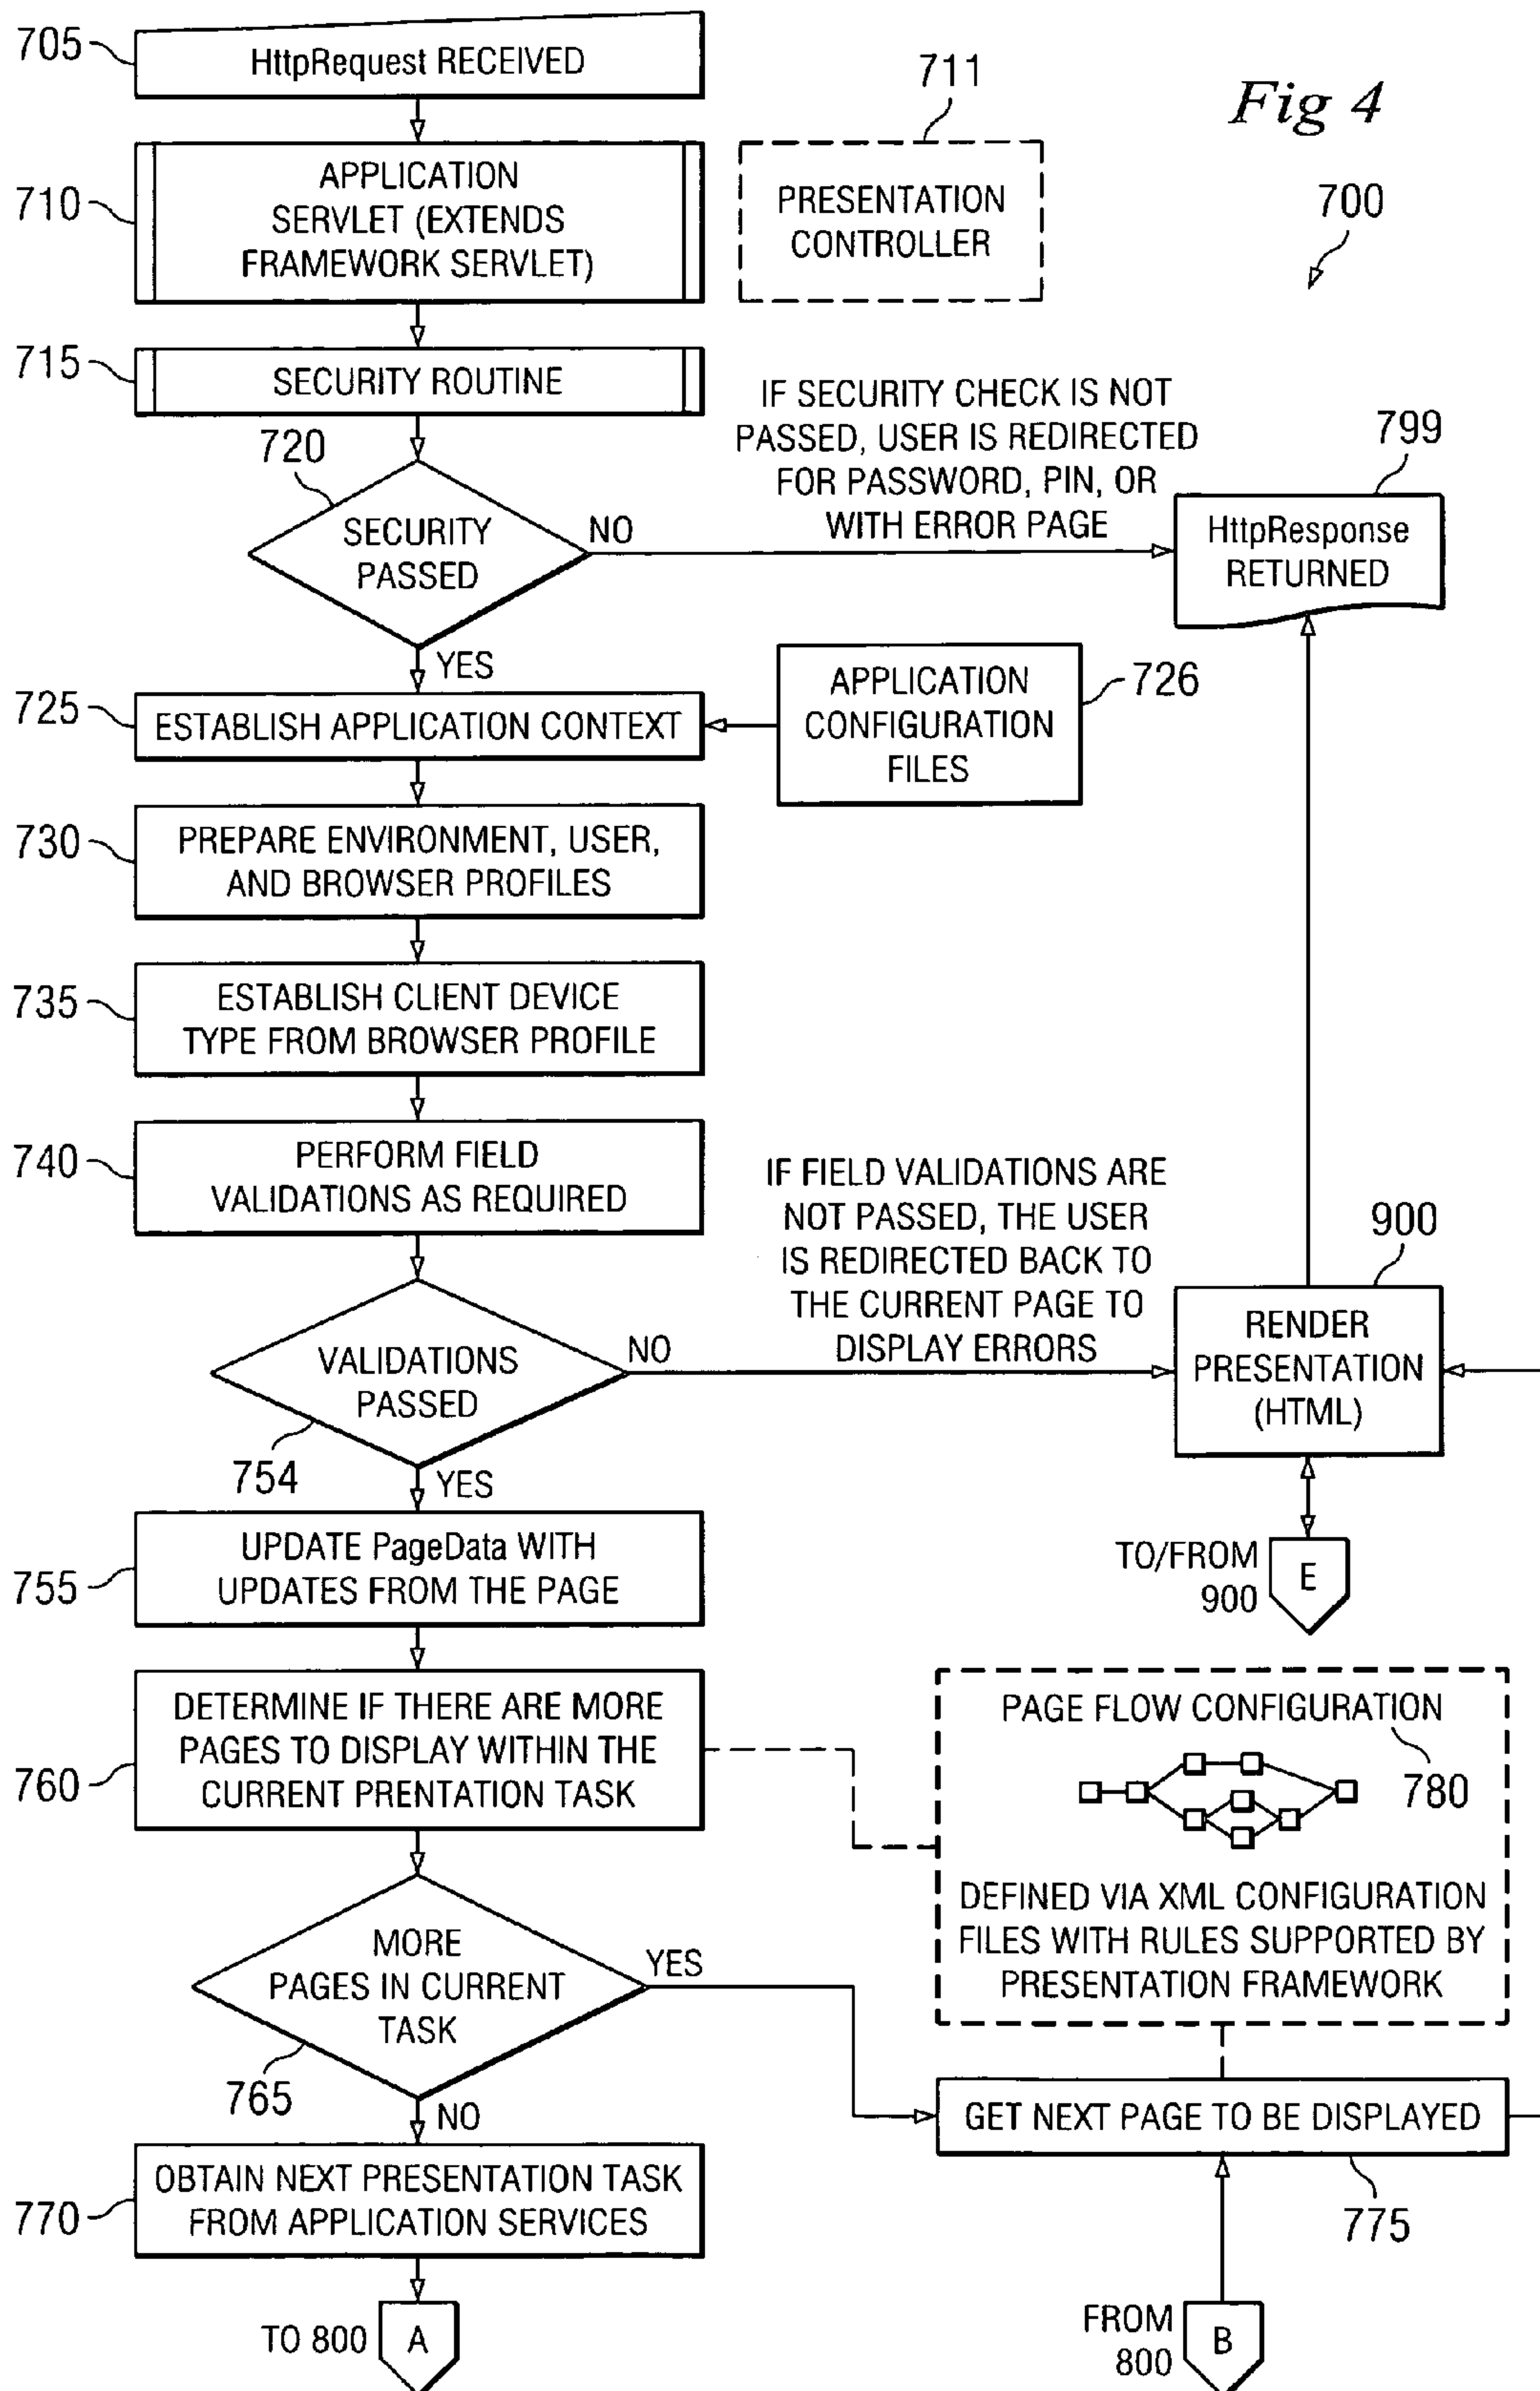 705
HttpRequest RECEIVED
711
Fig 4
710
APPLICATION
SERVLET (EXTENDS
FRAMEWORK SERVLET)
PRESENTATION
CONTROLLER
700
715
SECURITY ROUTINE
720
SECURITY
PASSED
NO
IF SECURITY CHECK IS NOT
PASSED, USER IS REDIRECTED
FOR PASSWORD, PIN, OR
WITH ERROR PAGE
799
HttpResponse
RETURNED
YES
725
ESTABLISH APPLICATION CONTEXT
APPLICATION
CONFIGURATION
FILES
726
730
PREPARE ENVIRONMENT, USER,
AND BROWSER PROFILES
735
ESTABLISH CLIENT DEVICE
TYPE FROM BROWSER PROFILE
740
PERFORM FIELD
VALIDATIONS AS REQUIRED
IF FIELD VALIDATIONS ARE
NOT PASSED, THE USER
IS REDIRECTED BACK TO
THE CURRENT PAGE TO
DISPLAY ERRORS
900
RENDER
PRESENTATION
(HTML)
VALIDATIONS
PASSED
NO
754
YES
755
UPDATE PageData WITH
UPDATES FROM THE PAGE
TO/FROM
900
E
760
DETERMINE IF THERE ARE MORE
PAGES TO DISPLAY WITHIN THE
CURRENT PRENTATION TASK
PAGE FLOW CONFIGURATION
780
DEFINED VIA XML CONFIGURATION
FILES WITH RULES SUPPORTED BY
PRESENTATION FRAMEWORK
MORE
PAGES IN CURRENT
TASK
YES
765
NO
GET NEXT PAGE TO BE DISPLAYED
775
770
OBTAIN NEXT PRESENTATION TASK
FROM APPLICATION SERVICES
TO 800
A
FROM
800
B